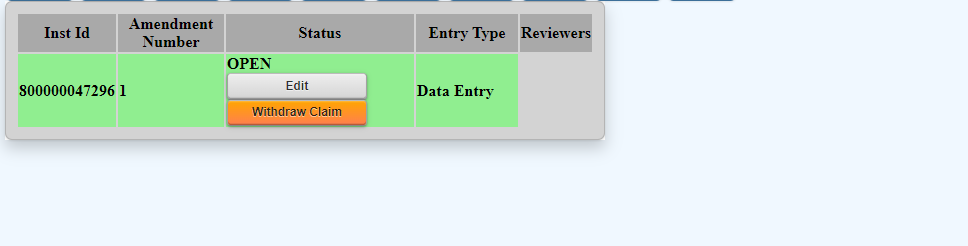 Inst Id
Amendment
Number
Status
Entry Type
Reviewers
800000047296
1
OPEN
Edit
Withdraw Claim
Data Entry